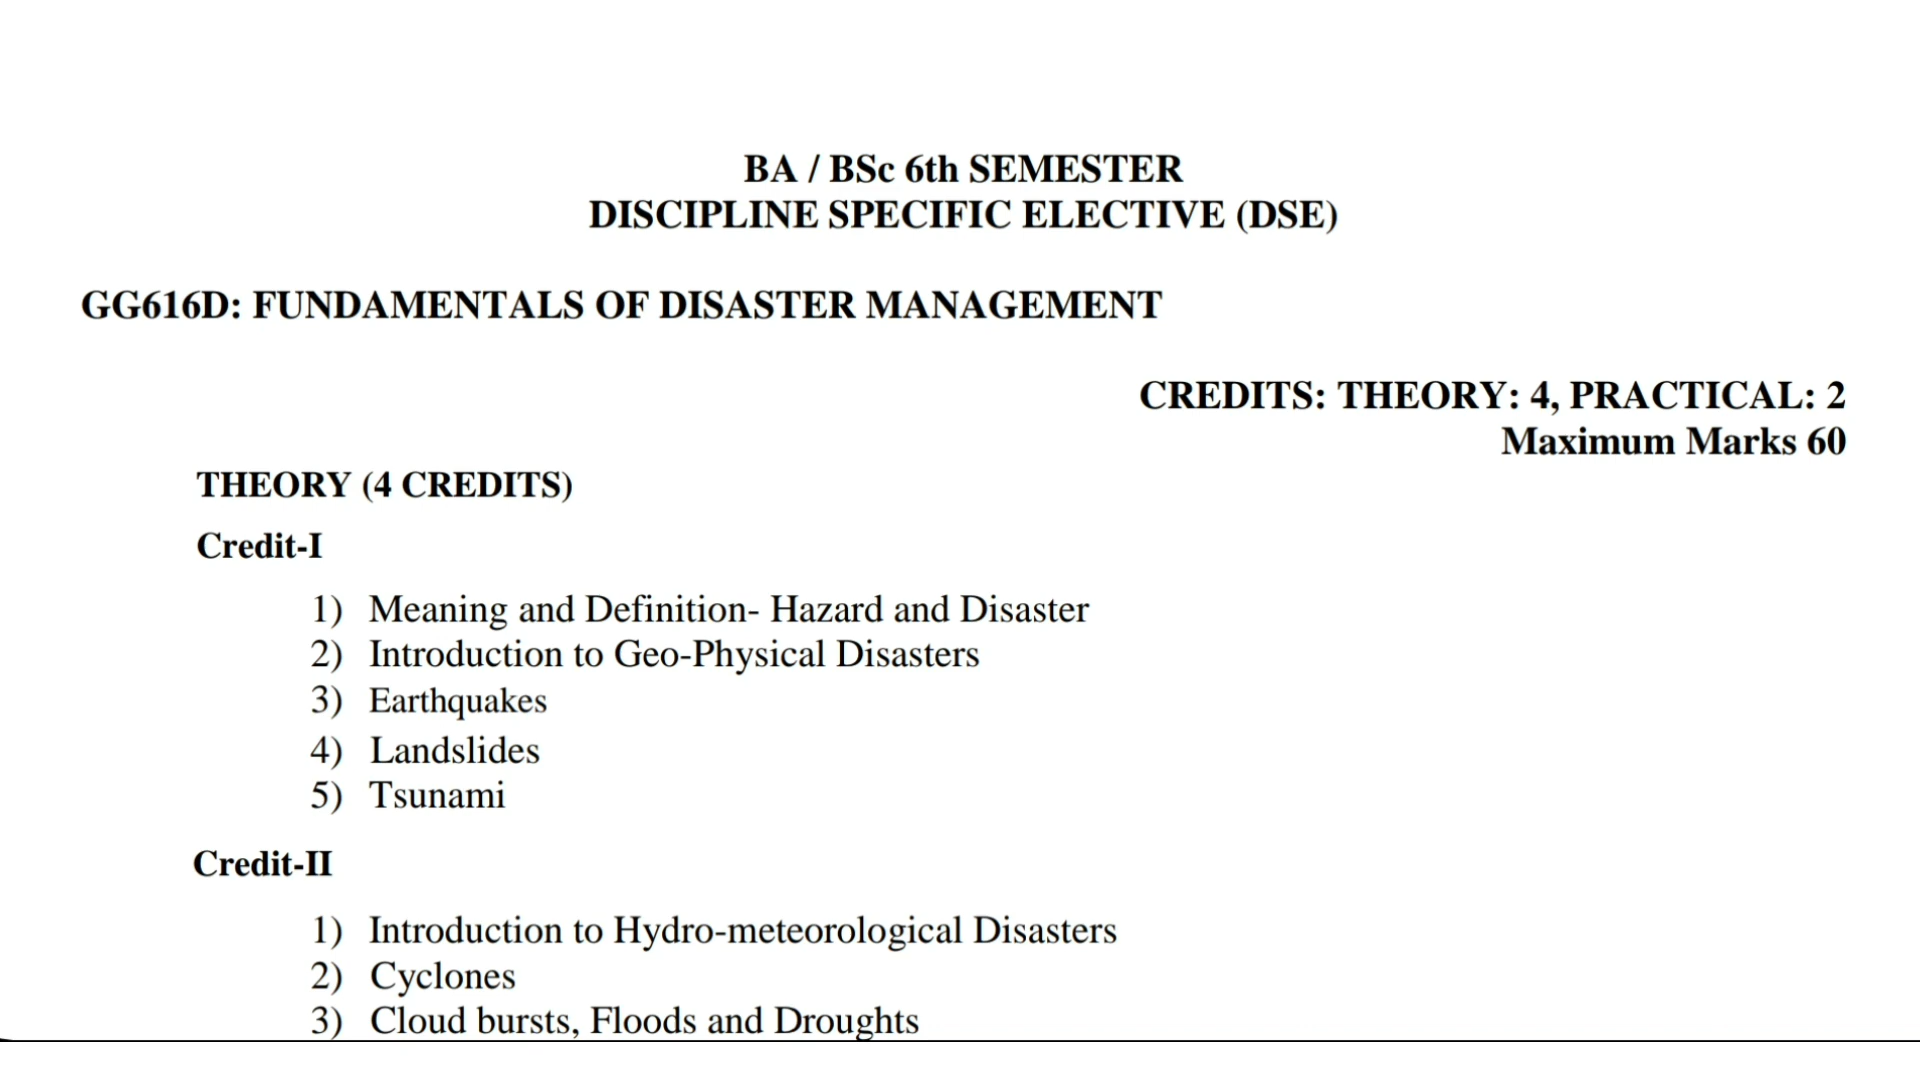 BA / BSc 6th SEMESTER
DISCIPLINE SPECIFIC ELECTIVE (DSE)
GG616D: FUNDAMENTALS OF DISASTER MANAGEMENT
CREDITS: THEORY: 4, PRACTICAL: 2
Maximum Marks 60
THEORY (4 CREDITS)
Credit-I
1) Meaning and Definition- Hazard and Disaster
2) Introduction to Geo-Physical Disasters
3) Earthquakes
4) Landslides
5) Tsunami
Credit-II
1) Introduction to Hydro-meteorological Disasters
2) Cyclones
3) Cloud bursts, Floods and Droughts